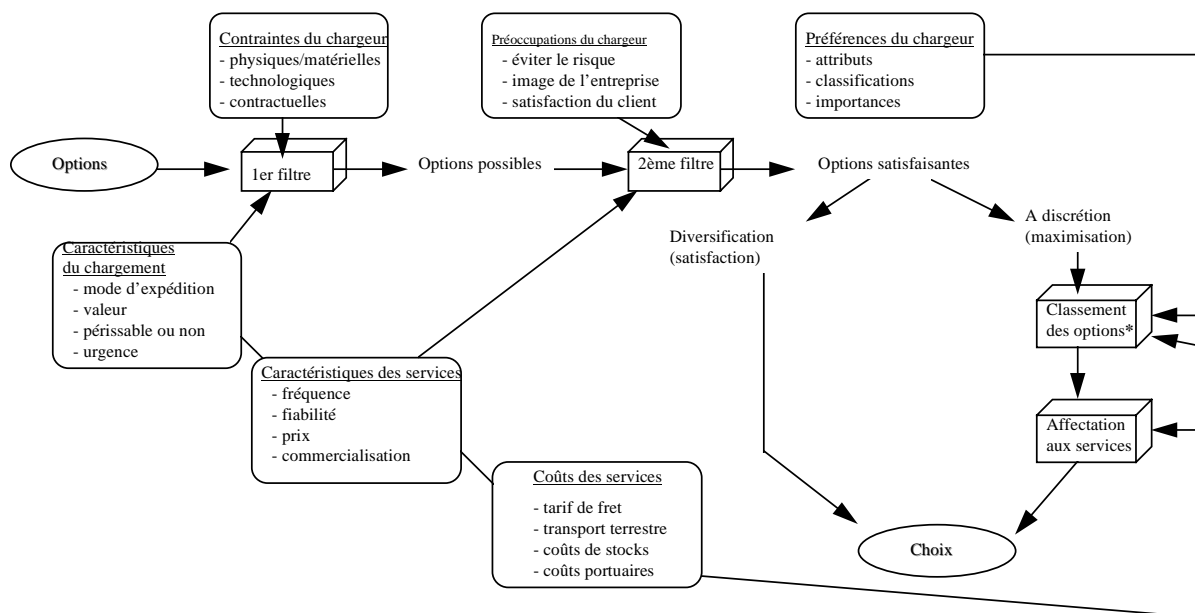 Contraintes du chargeur
- physiques/matérielles
- technologiques
- contractuelles
Préoccupations du chargeur
- éviter le risque
- image de l’entreprise
- satisfaction du client
Préférences du chargeur
- attributs
- classifications
- importances
Options
1er filtre
Options possibles
2ème filtre
Options satisfaisantes
Caractéristiques
du chargement
- mode d’expédition
- valeur
- périssable ou non
- urgence
Diversification
(satisfaction)
A discrétion
(maximisation)
Classement
des options*
Caractéristiques des services
- fréquence
- fiabilité
- prix
- commercialisation
Affectation
aux services
Coûts des services
- tarif de fret
- transport terrestre
- coûts de stocks
- coûts portuaires
Choix